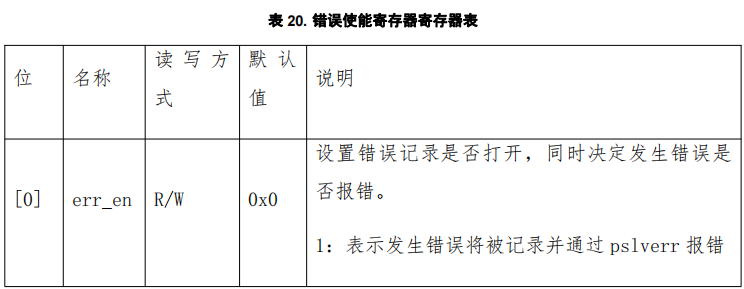 表 20. 错误使能寄存器寄存器表
位 名称 读写方式 默认值 说明
[0] err_en R/W 0x0 设置错误记录是否打开，同时决定发生错误是
否报错。
1：表示发生错误将被记录并通过 pslverr 报错